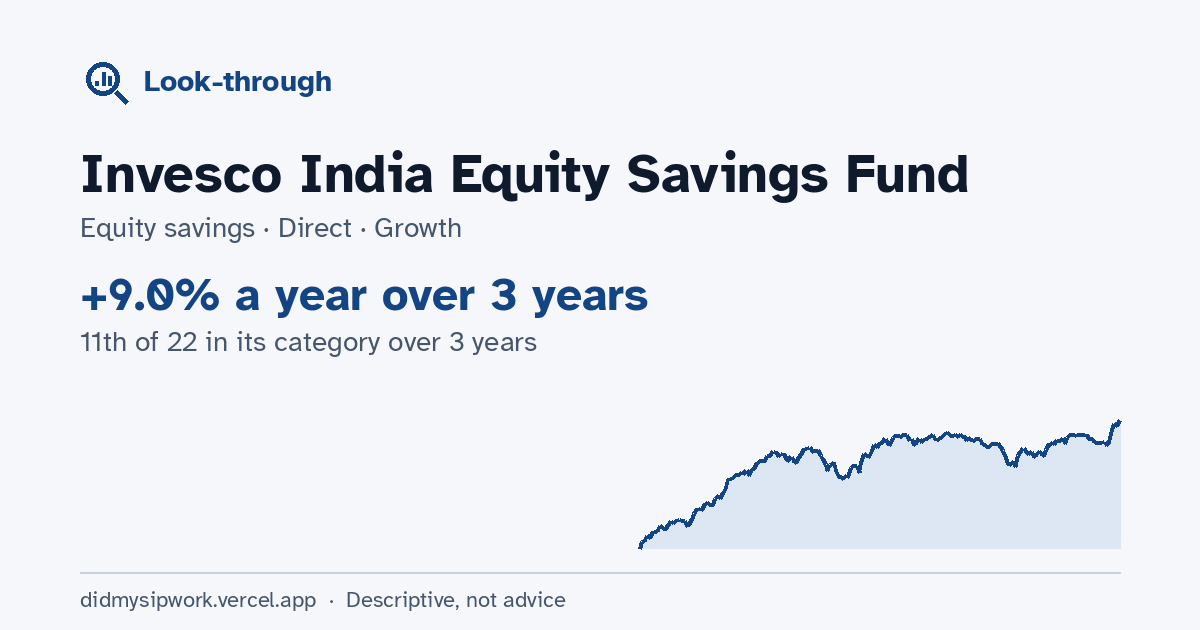 Look-through
Invesco India Equity Savings Fund
Equity savings · Direct · Growth
+9.0% a year over 3 years
11th of 22 in its category over 3 years
didmysipwork.vercel.app · Descriptive, not advice